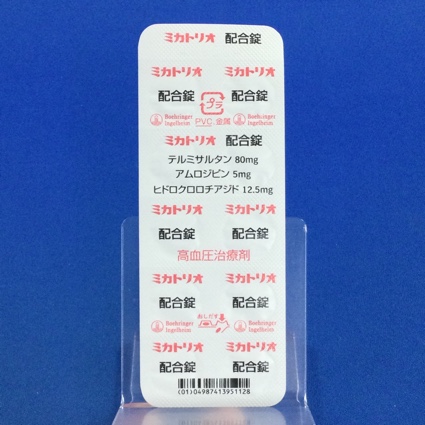 ミカトリオ 配合錠
ミカトリオ ミカトリオ
配合錠 プラ 配合錠
Boehringer Ingelheim PVC,金属 Boehringer Ingelheim
ミカトリオ 配合錠
テルミサルタン 80mg
アムロジピン 5mg
ヒドロクロロチアジド 12.5mg
ミカトリオ ミカトリオ
配合錠 配合錠
高血圧治療剤
ミカトリオ ミカトリオ
配合錠 配合錠
Boehringer Ingelheim おしだす Boehringer Ingelheim
ミカトリオ ミカトリオ
配合錠 配合錠
(01)04987413951128